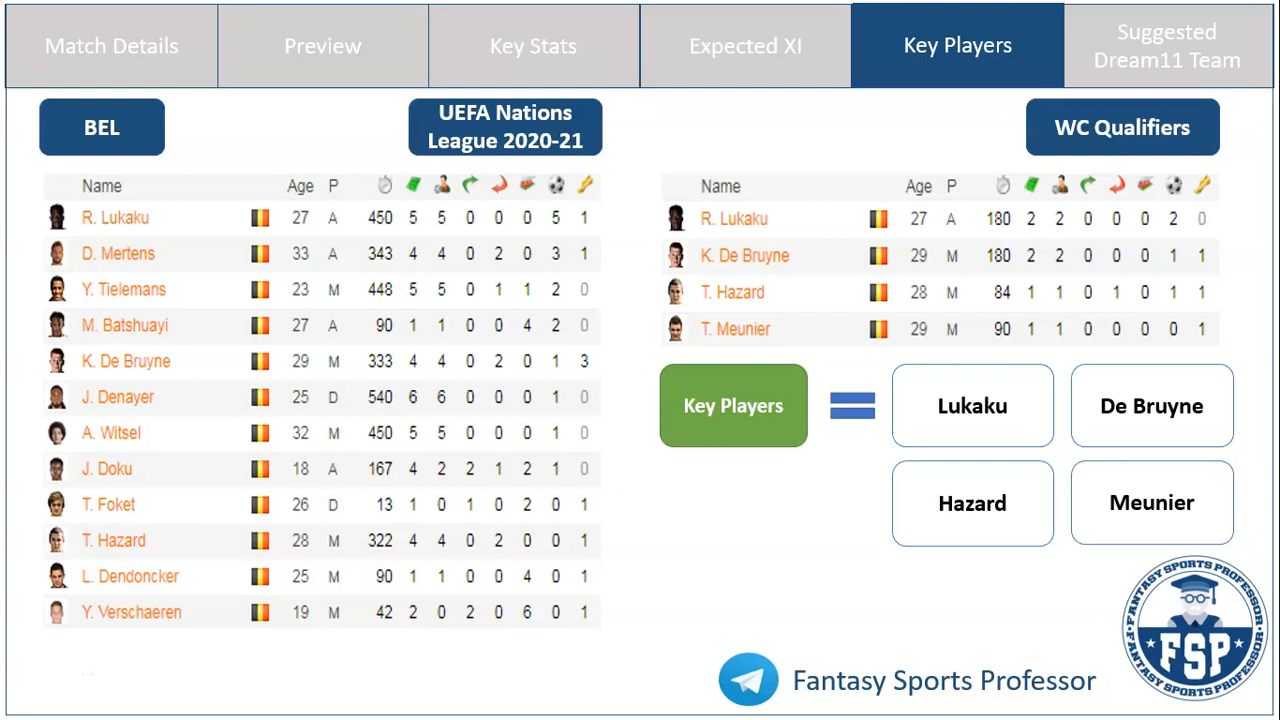 Match Details
Preview
Key Stats
Expected XI
Key Players
Suggested
Dream11 Team
BEL
UEFA Nations
League 2020-21
WC Qualifiers
Name Age P
R. Lukaku 27 A 450 5 5 0 0 0 5 1
D. Mertens 33 A 343 4 4 0 2 0 3 1
Y. Tielemans 23 M 448 5 5 0 1 1 2 0
M. Batshuayi 27 A 90 1 1 0 0 4 2 0
K. De Bruyne 29 M 333 4 4 0 2 0 1 3
J. Denayer 25 D 540 6 6 0 0 0 1 0
A. Witsel 32 M 450 5 5 0 0 0 1 0
J. Doku 18 A 167 4 2 2 1 2 1 0
T. Foket 26 D 13 1 0 1 0 2 0 1
T. Hazard 28 M 322 4 4 0 2 0 0 1
L. Dendoncker 25 M 90 1 1 0 0 4 0 1
Y. Verschaeren 19 M 42 2 0 2 0 6 0 1
Name Age P
R. Lukaku 27 A 180 2 2 0 0 0 2 0
K. De Bruyne 29 M 180 2 2 0 0 0 1 1
T. Hazard 28 M 84 1 1 0 1 0 1 1
T. Meunier 29 M 90 1 1 0 0 0 0 1
Key Players
Lukaku
De Bruyne
Hazard
Meunier
Fantasy Sports Professor
FANTASY SPORTS PROFESSOR
FSP
FANTASY SPORTS PROFESSOR